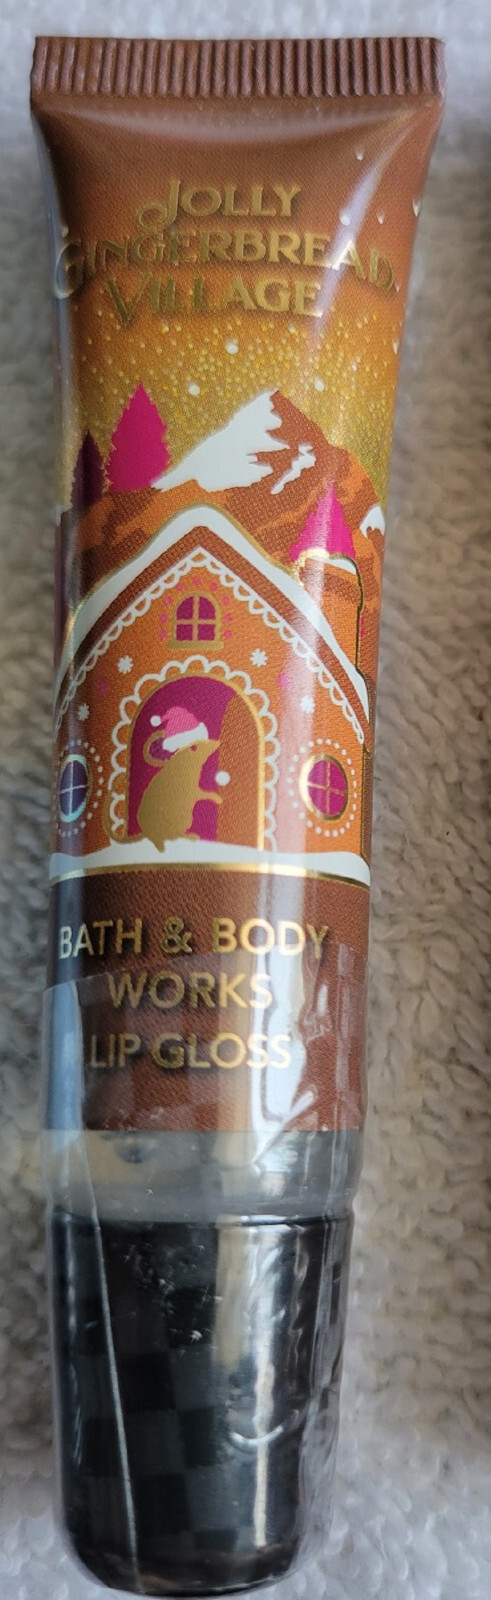 JOLLY
GINGERBREAD
VILLAGE
BATH & BODY
WORKS
LIP GLOSS